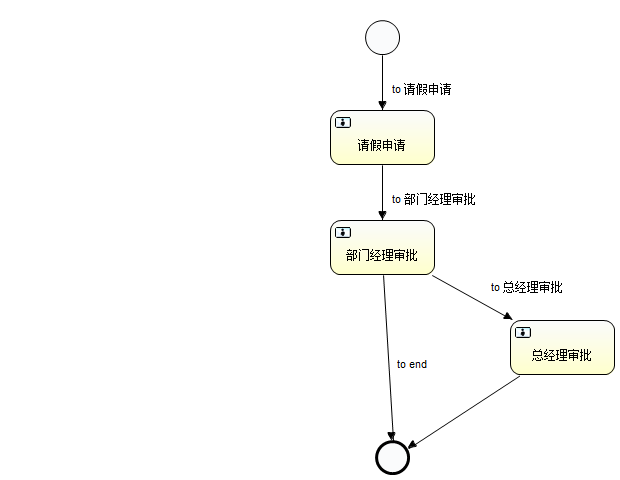 to 请假申请
请假申请
to 部门经理审批
部门经理审批
to 总经理审批
总经理审批
to end